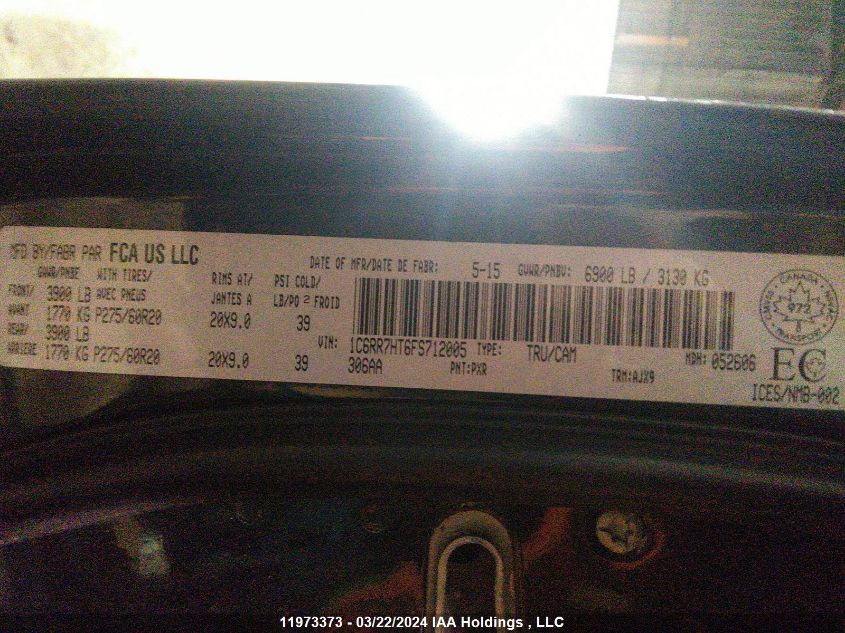 MFD BY/FABR PAR FCA US LLC
DATE OF MFR/DATE DE FABR: 5-15 GVWR/PNBV: 6900 LB / 3130 KG
GAWR/PNBE WITH TIRES/ RIMS AT/ PSI COLD/
FRONT/ 3900 LB AVEC PNEUS JANTES A LB/PO 2 FROID
AVANT 1770 KG P275/60R20 20X9.0 39
REAR/ 3900 LB
ARRIERE 1770 KG P275/60R20 20X9.0 39
VIN: 1C6RR7HT6FS712005 TYPE: TRU/CAM MDH: 052606
306AA PNT:PXR TRM:AJX9
CANADA
972
TRANSPORT
EC
ICES/NMB-002
11973373 - 03/22/2024 IAA Holdings , LLC